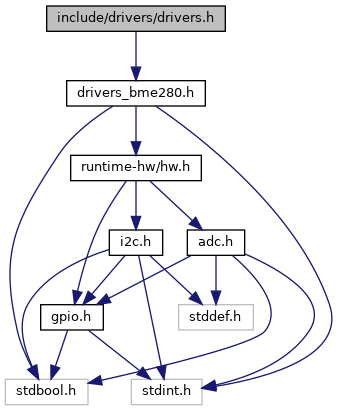 include/drivers/drivers.h
drivers_bme280.h
runtime-hw/hw.h
i2c.h
adc.h
gpio.h
stddef.h
stdbool.h
stdint.h